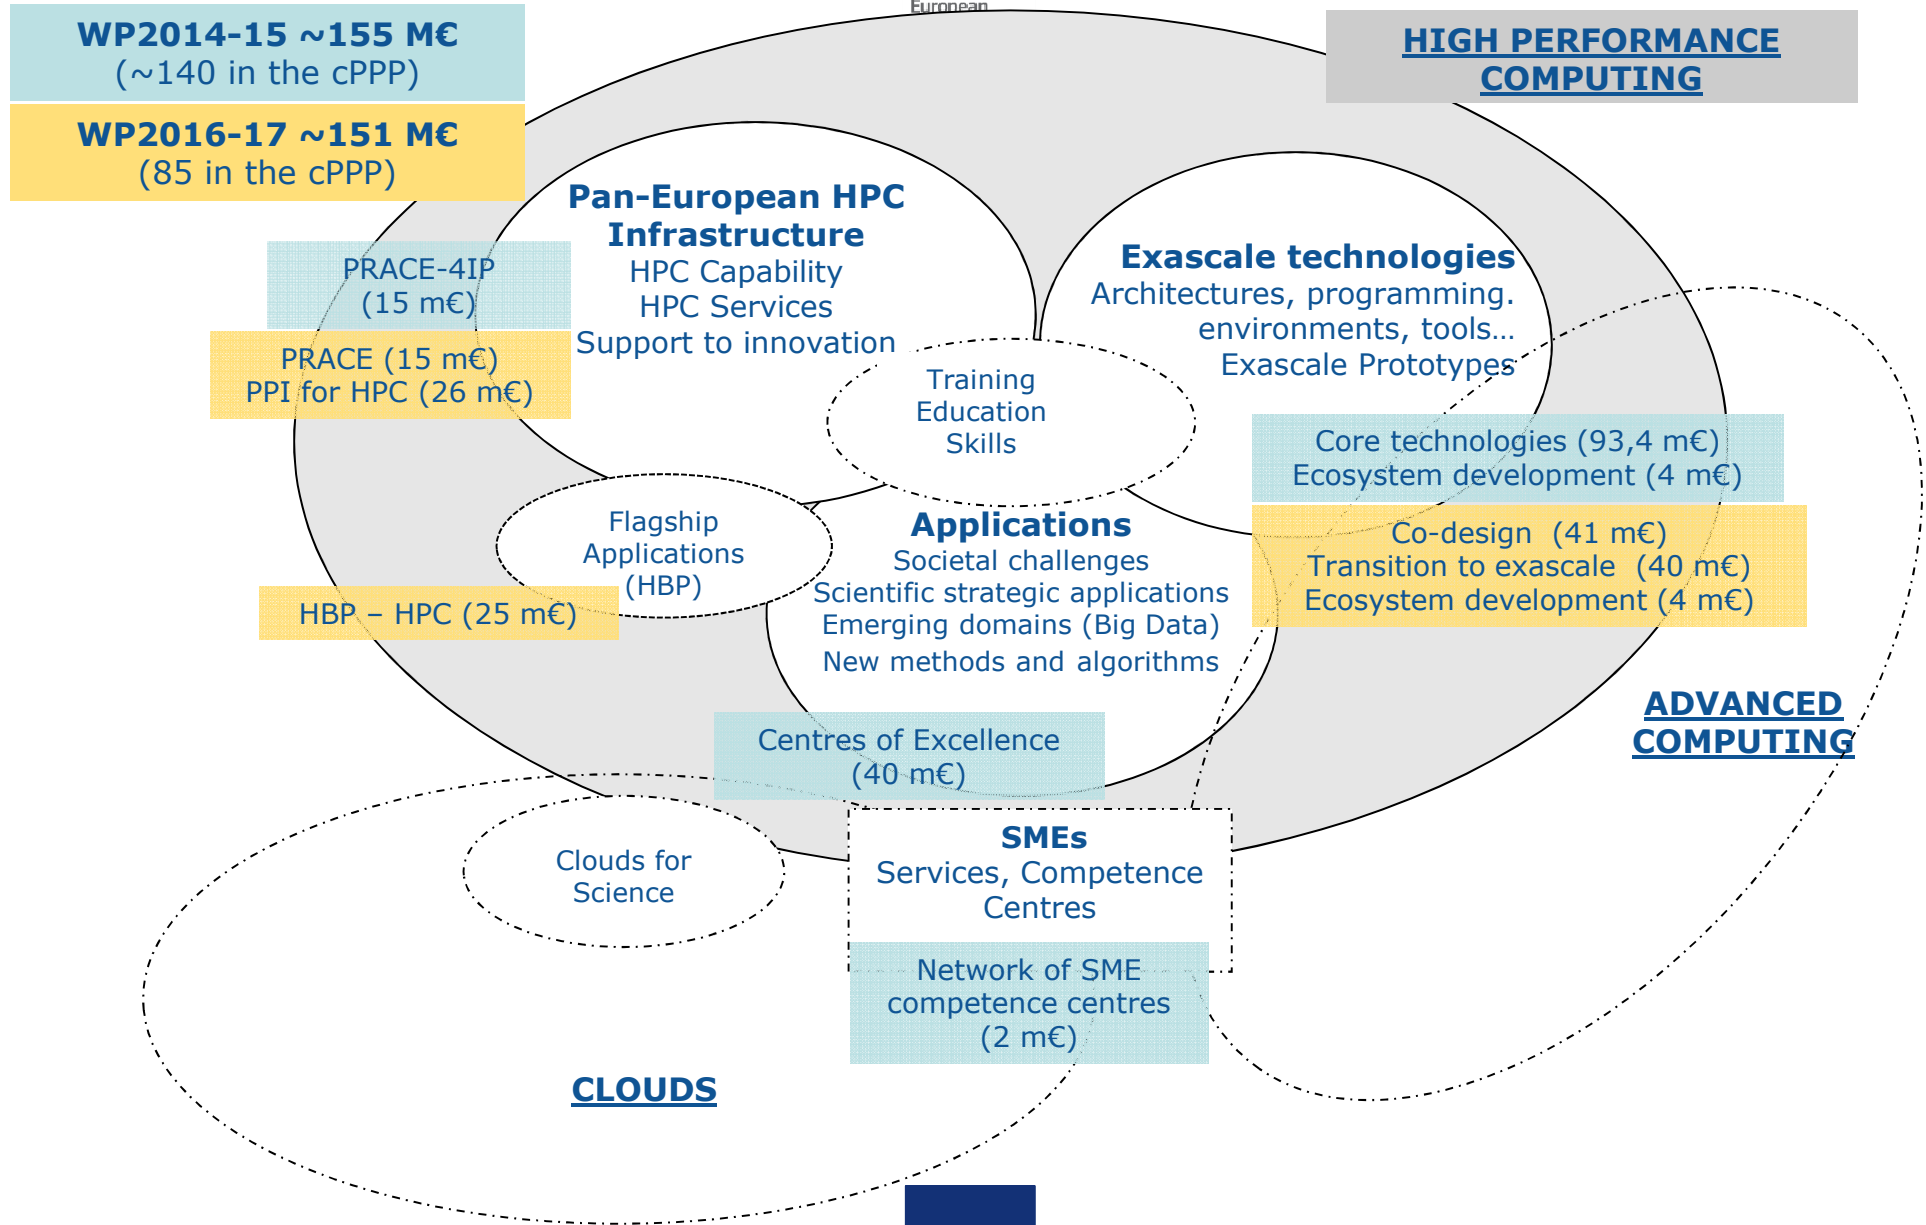 European
WP2014-15 ~155 M€
(~140 in the cPPP)
HIGH PERFORMANCE
COMPUTING
WP2016-17 ~151 M€
(85 in the cPPP)
Pan-European HPC
Infrastructure
HPC Capability
HPC Services
Support to innovation
Exascale technologies
Architectures, programming.
environments, tools…
Exascale Prototypes
PRACE-4IP
(15 m€)
PRACE (15 m€)
PPI for HPC (26 m€)
Training
Education
Skills
Core technologies (93,4 m€)
Ecosystem development (4 m€)
Co-design (41 m€)
Transition to exascale (40 m€)
Ecosystem development (4 m€)
Flagship
Applications
(HBP)
HBP – HPC (25 m€)
Applications
Societal challenges
Scientific strategic applications
Emerging domains (Big Data)
New methods and algorithms
ADVANCED
COMPUTING
Centres of Excellence
(40 m€)
SMEs
Services, Competence
Centres
Clouds for
Science
Network of SME
competence centres
(2 m€)
CLOUDS